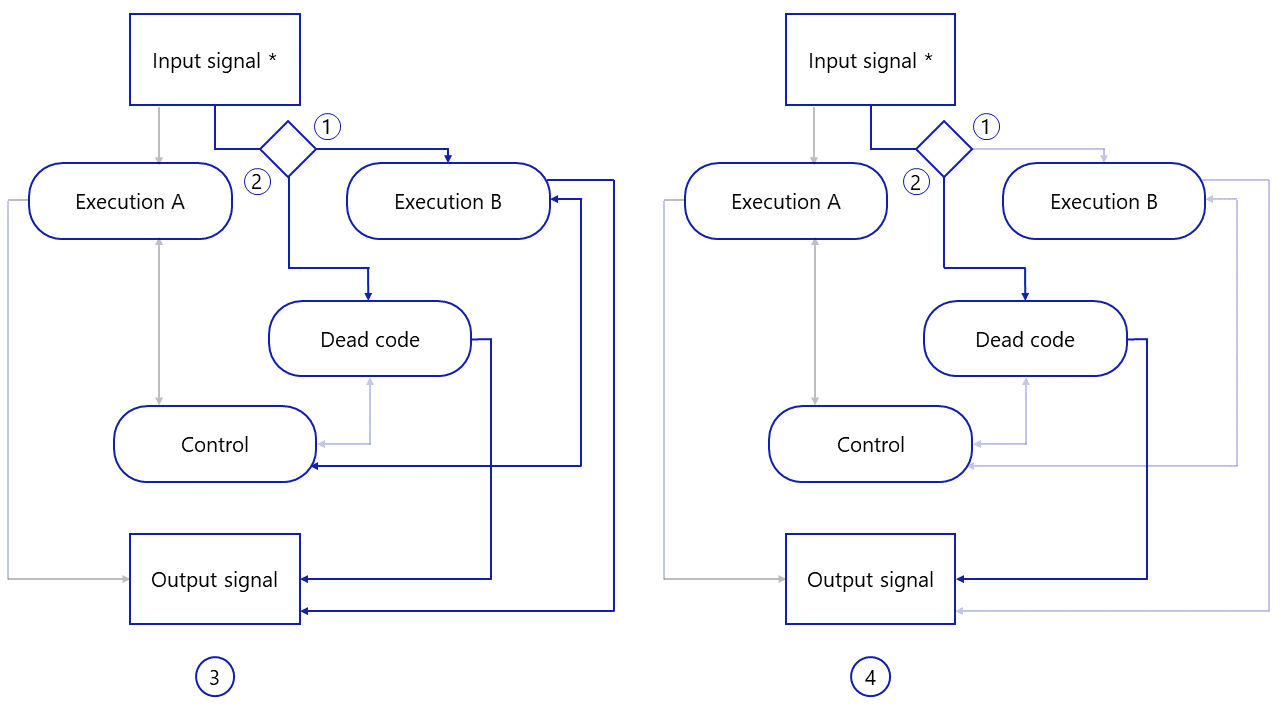 Input signal *
1
2
Execution A
Execution B
Dead code
Control
Output signal
3
Input signal *
1
2
Execution A
Execution B
Dead code
Control
Output signal
4